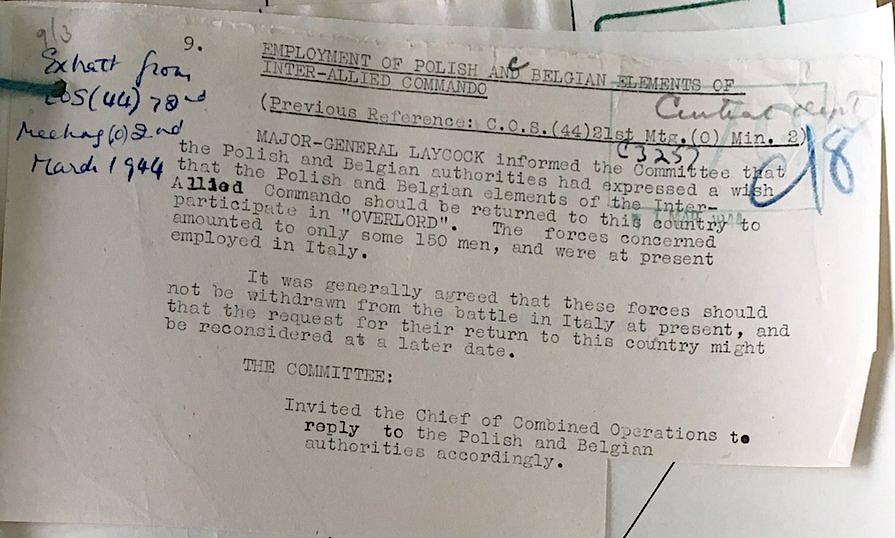 9/3
Extract from
COS(44) 78nd
Meeting (O) 2nd
March 1944
9.
EMPLOYMENT OF POLISH AND BELGIAN ELEMENTS OF
INTER-ALLIED COMMANDO
Central Dept
(Previous Reference: C.O.S.(44)21st Mtg.(O) Min. 2)
(C3257
C/18
MAJOR-GENERAL LAYCOCK informed the Committee that
the Polish and Belgian authorities had expressed a wish
that the Polish and Belgian elements of the Inter-
Allied Commando should be returned to this country to
participate in "OVERLORD". The forces concerned
amounted to only some 150 men, and were at present
employed in Italy.
It was generally agreed that these forces should
not be withdrawn from the battle in Italy at present, and
that the request for their return to this country might
be reconsidered at a later date.
THE COMMITTEE:
Invited the Chief of Combined Operations to
reply to the Polish and Belgian
authorities accordingly.